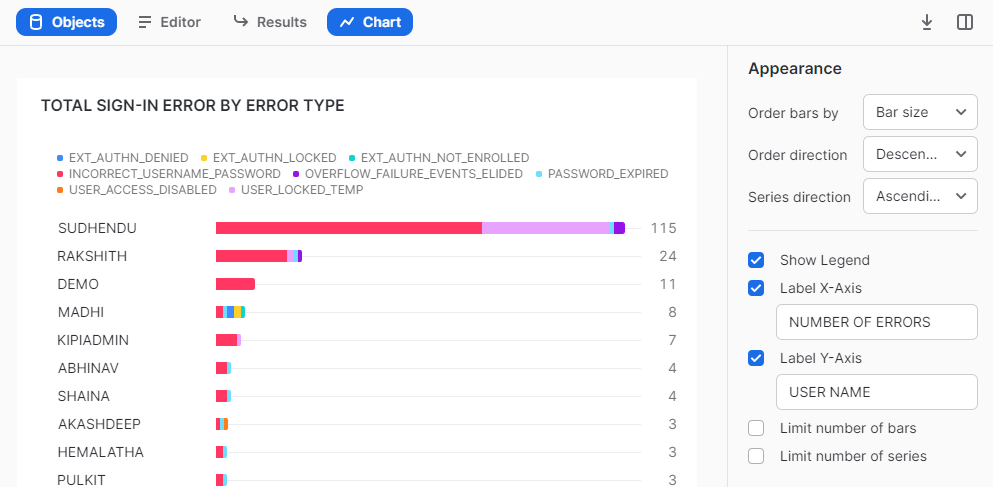 Objects Editor Results Chart
TOTAL SIGN-IN ERROR BY ERROR TYPE
EXT_AUTHN_DENIED EXT_AUTHN_LOCKED EXT_AUTHN_NOT_ENROLLED
INCORRECT_USERNAME_PASSWORD OVERFLOW_FAILURE_EVENTS_ELIDED PASSWORD_EXPIRED
USER_ACCESS_DISABLED USER_LOCKED_TEMP
SUDHENDU 115
RAKSHITH 24
DEMO 11
MADHI 8
KIPIADMIN 7
ABHINAV 4
SHAINA 4
AKASHDEEP 3
HEMALATHA 3
PULKIT 3
Appearance
Order bars by Bar size
Order direction Descen...
Series direction Ascendi...
Show Legend
Label X-Axis
NUMBER OF ERRORS
Label Y-Axis
USER NAME
Limit number of bars
Limit number of series